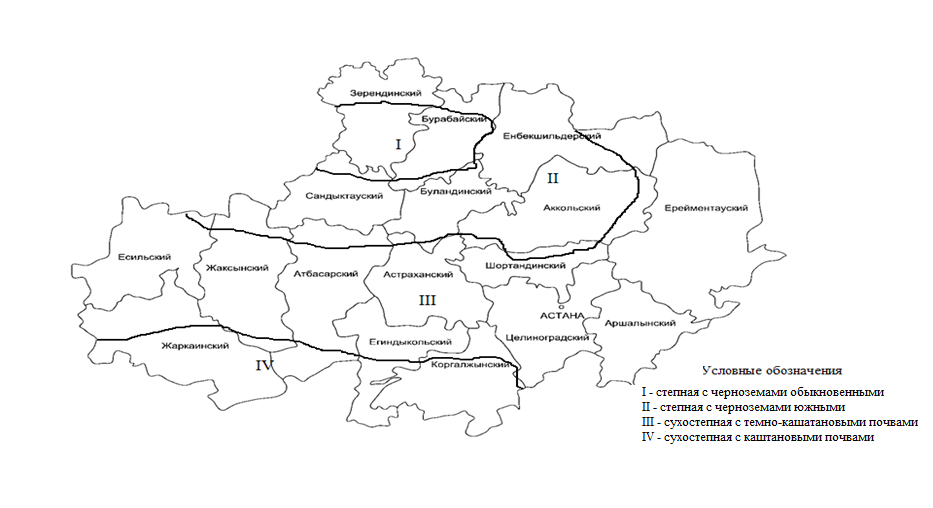 Зерендинский
Бурабайский
Енбекшильдерский
I
II
Сандыктауский
Буландинский
Аккольский
Ерейментауский
Есильский
Жаксынский
Атбасарский
Астраханский
Шортандинский
III
АСТАНА
Аршалынский
Целиноградский
Егиндыкольский
Жаркаинский
IV
Коргалжынский
Условные обозначения
I - степная с черноземами обыкновенными
II - степная с черноземами южными
III - сухостепная с темно-кашатановыми почвами
IV - сухостепная с каштановыми почвами